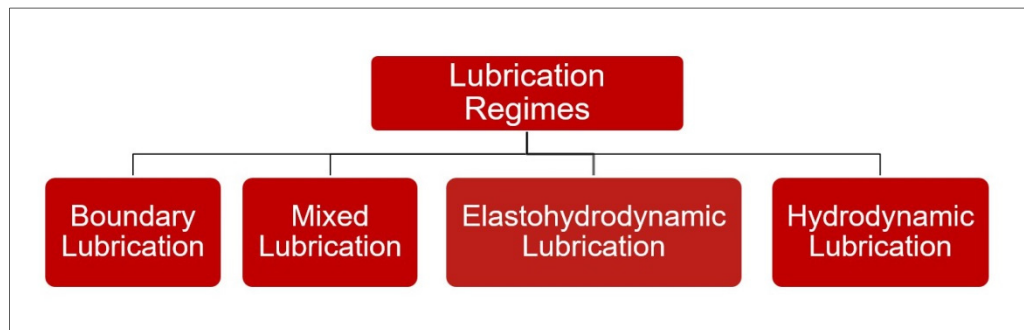 Lubrication
Regimes
Boundary
Lubrication
Mixed
Lubrication
Elastohydrodynamic
Lubrication
Hydrodynamic
Lubrication